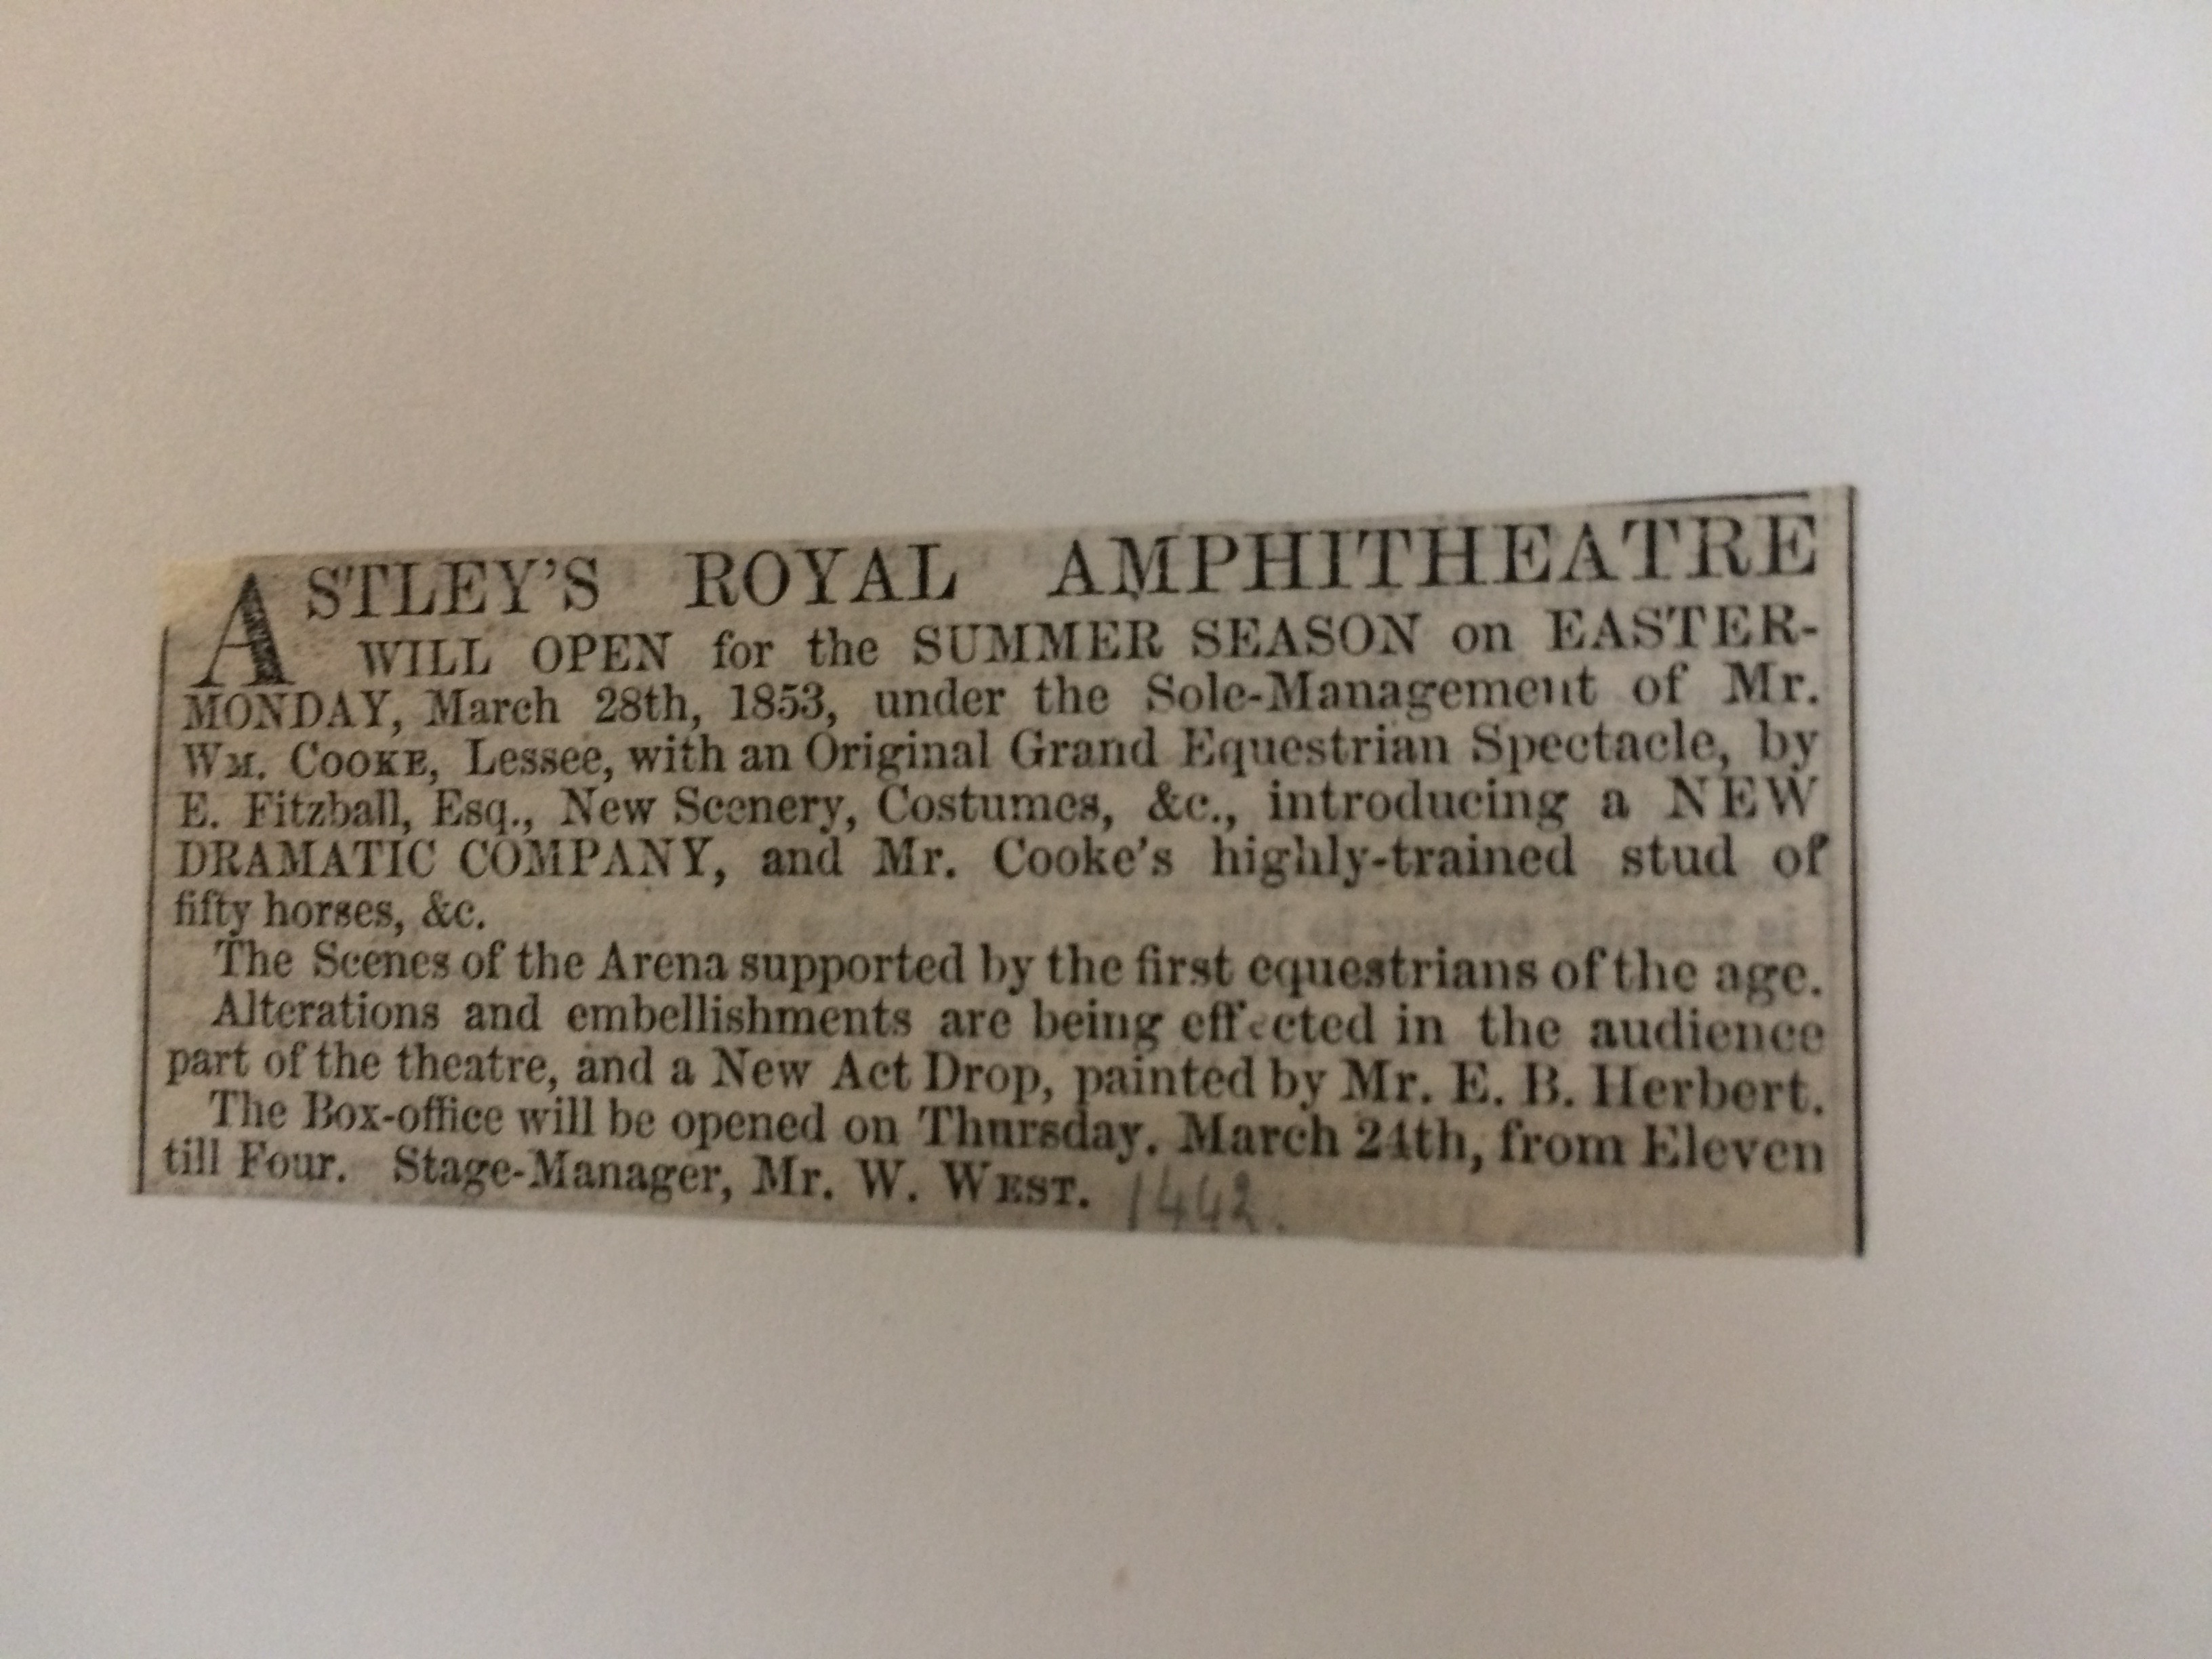 ASTLEY'S ROYAL AMPHITHEATRE
WILL OPEN for the SUMMER SEASON on EASTER-
MONDAY, March 28th, 1853, under the Sole-Management of Mr.
WM. COOKE, Lessee, with an Original Grand Equestrian Spectacle, by
E. Fitzball, Esq., New Scenery, Costumes, &c., introducing a NEW
DRAMATIC COMPANY, and Mr. Cooke's highly-trained stud of
fifty horses, &c.
The Scenes of the Arena supported by the first equestrians of the age.
Alterations and embellishments are being effected in the audience
part of the theatre, and a New Act Drop, painted by Mr. E. B. Herbert.
The Box-office will be opened on Thursday. March 24th, from Eleven
till Four. Stage-Manager, Mr. W. WEST. 1442.